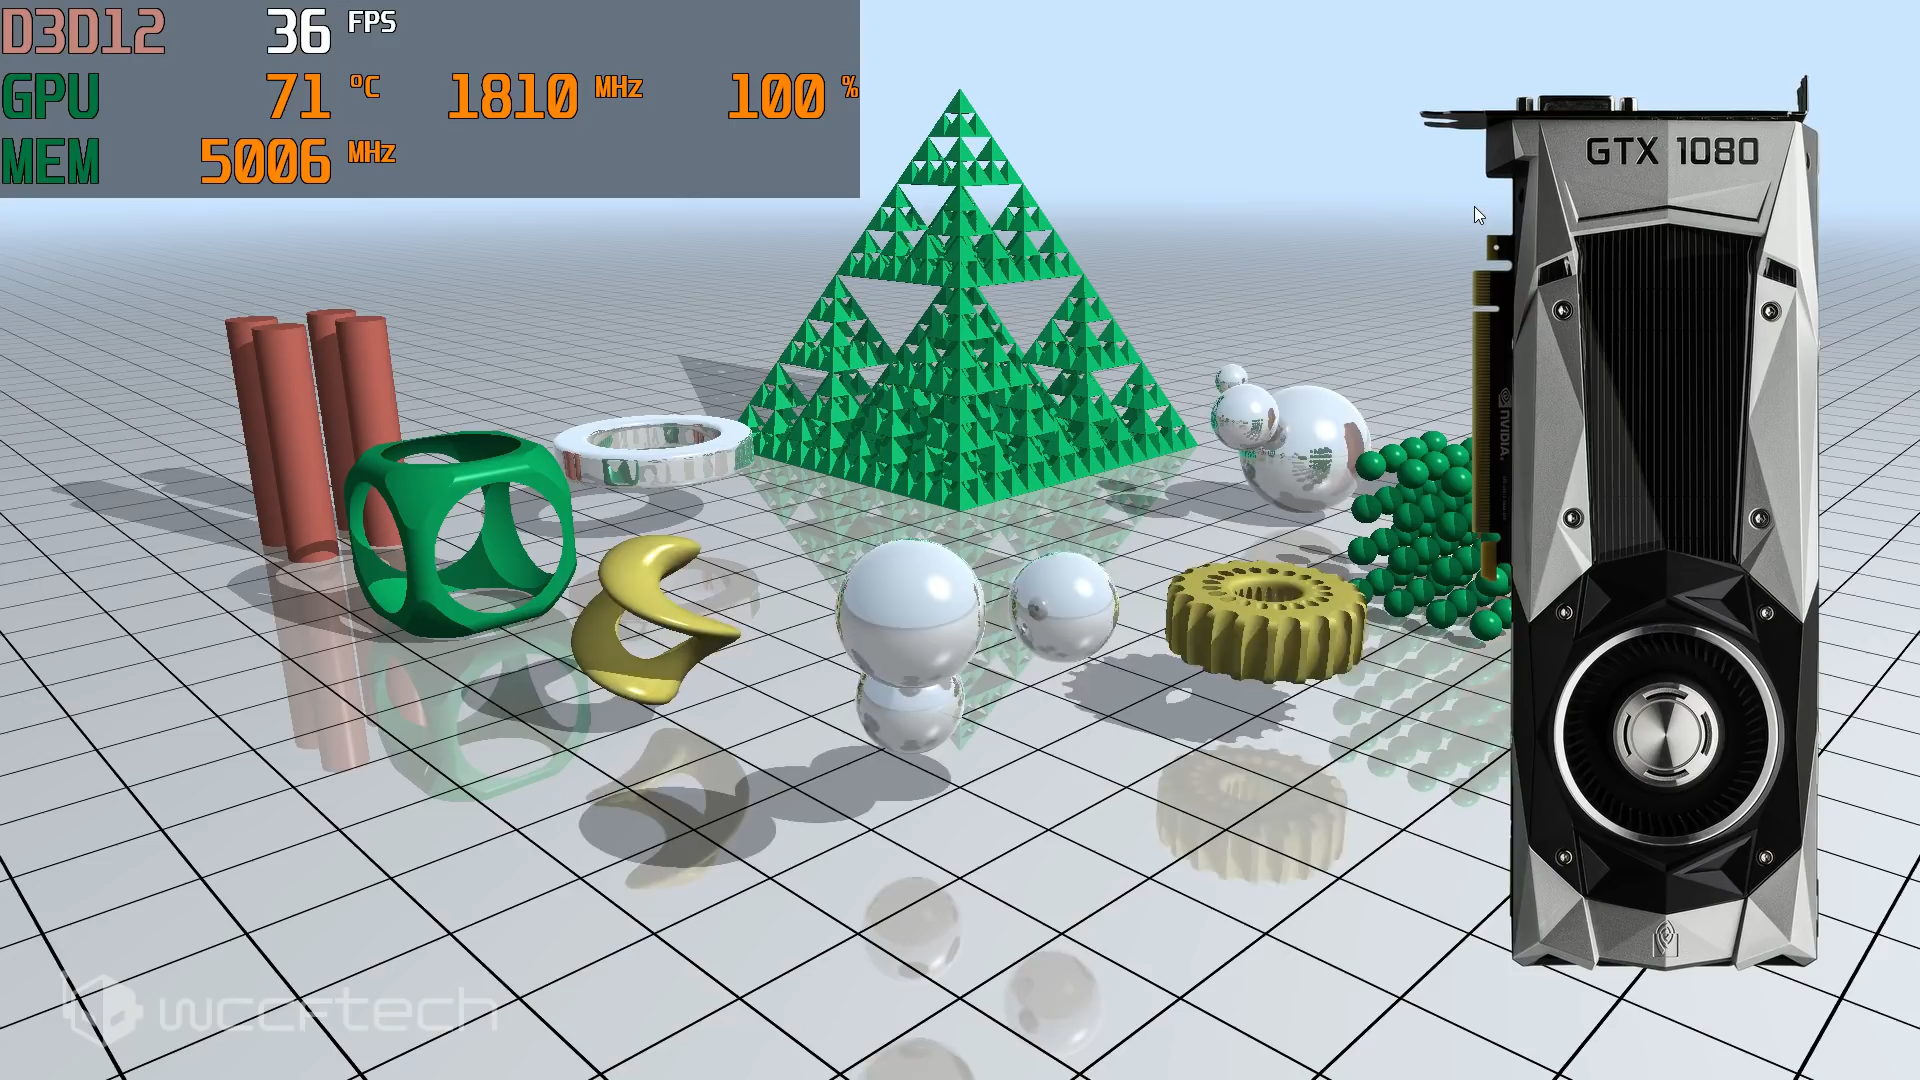 D3D12 36 FPS
GPU 71 °C 1810 MHz 100 %
MEM 5006 MHz
GTX 1080
NVIDIA.
wccftech